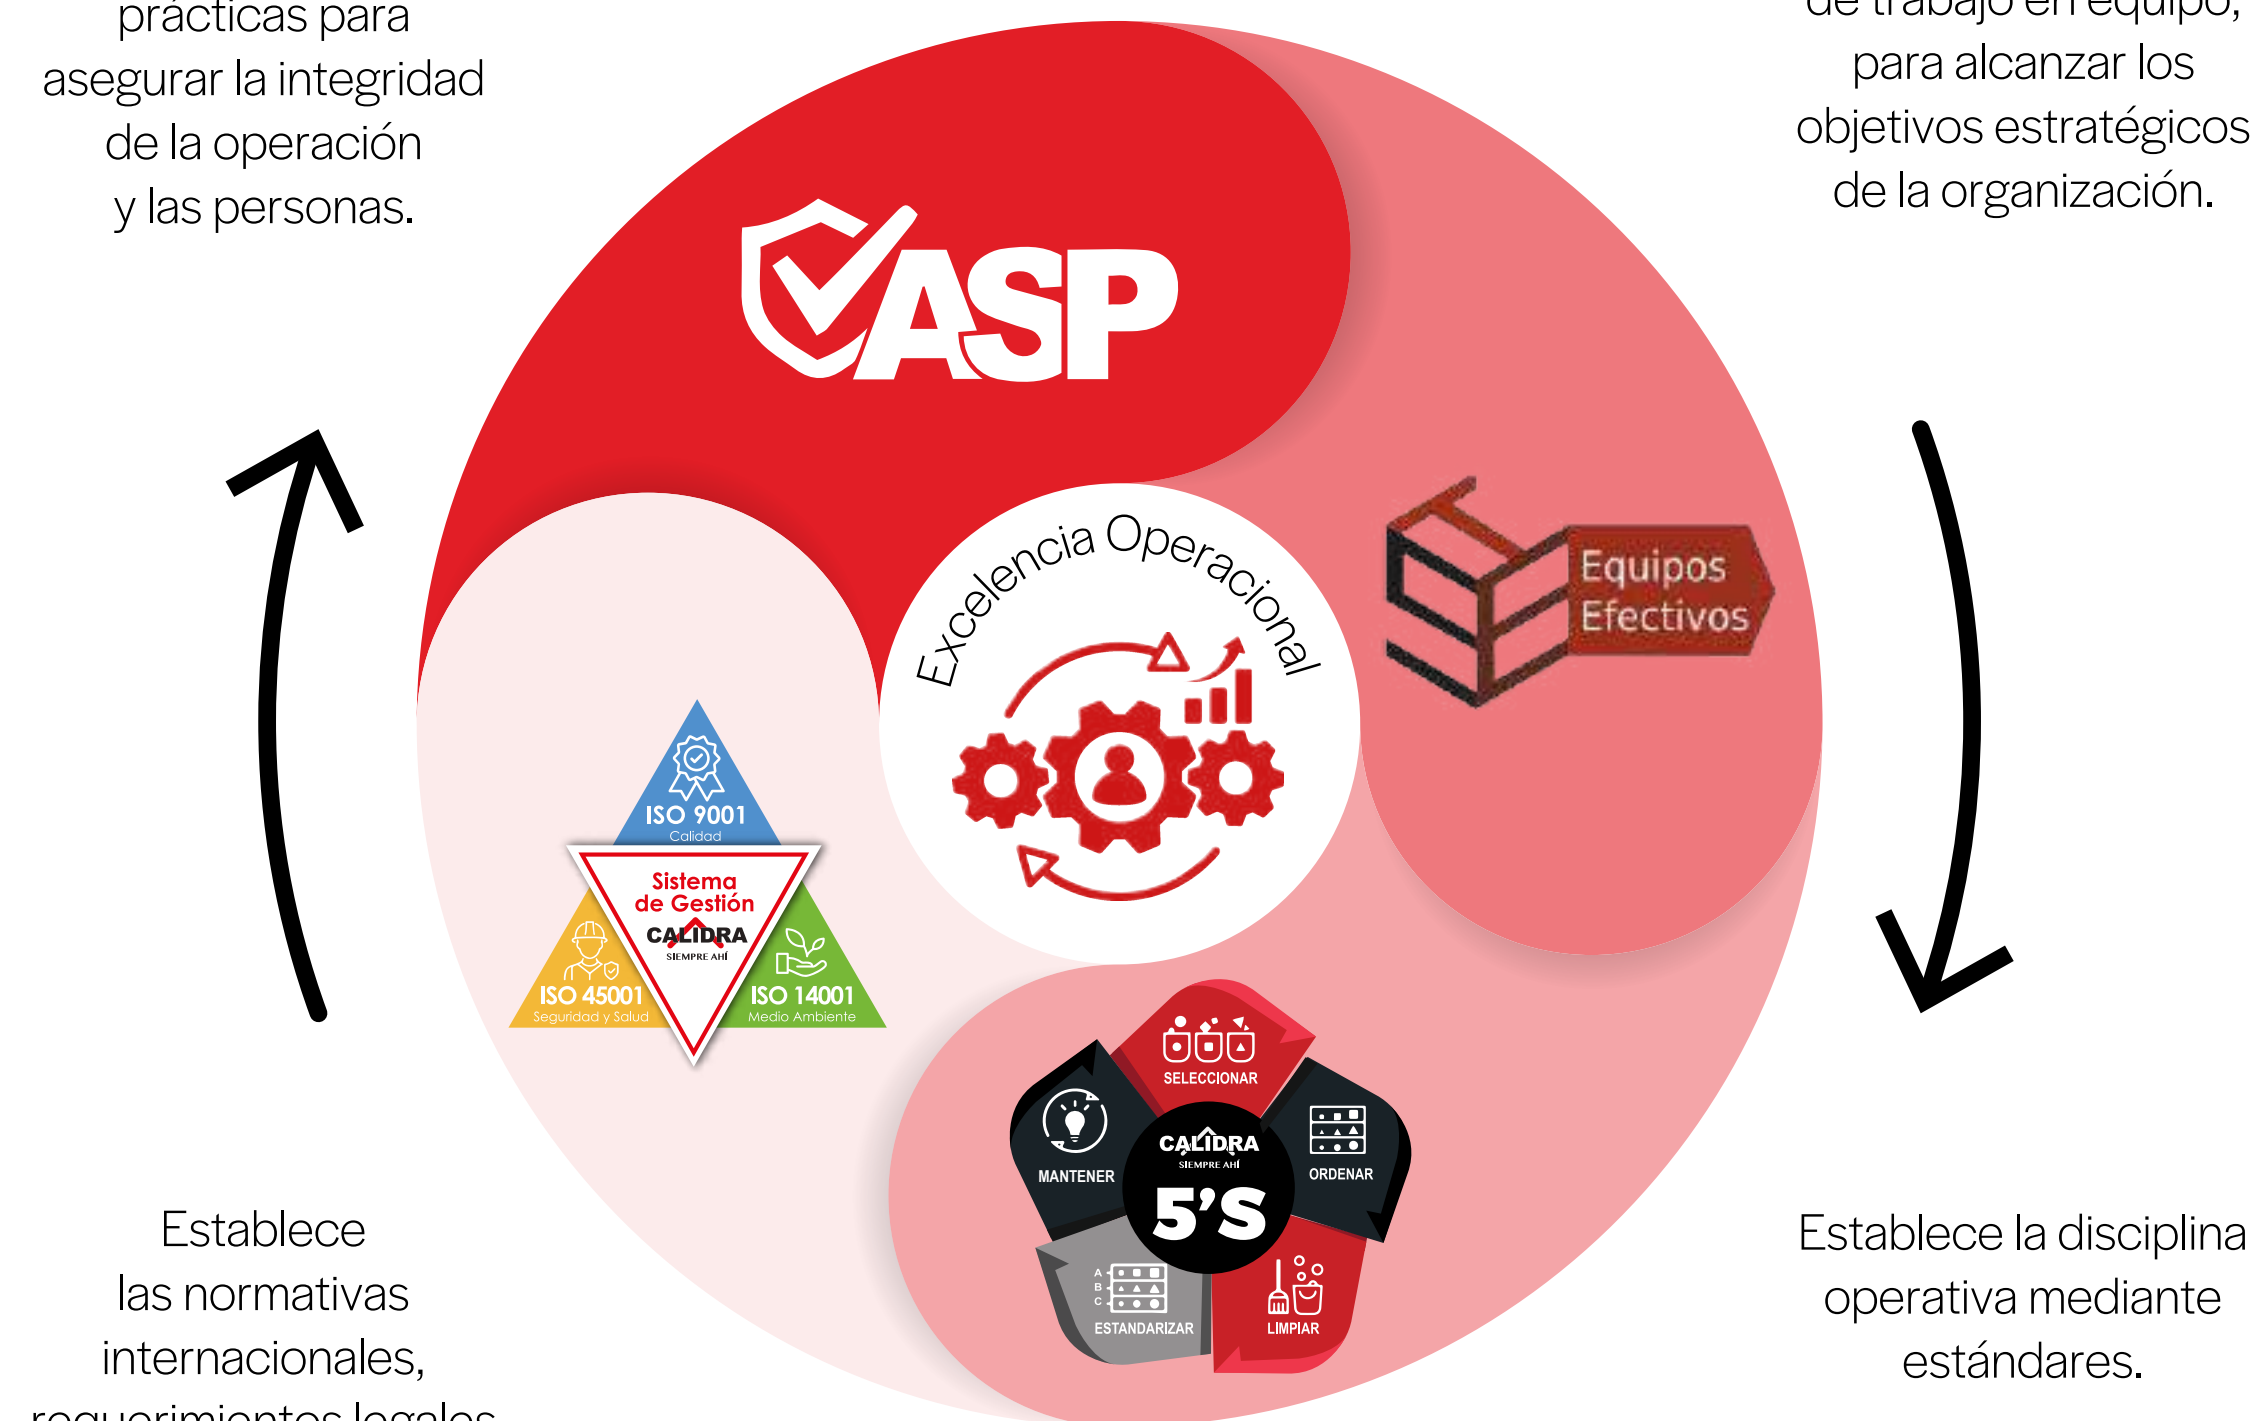 prácticas para
asegurar la integridad
de la operación
y las personas.
de trabajo en equipo,
para alcanzar los
objetivos estratégicos
de la organización.
ASP
Equipos
Efectivos
Excelencia Operacional
ISO 9001
Calidad
Sistema
de Gestión
CALIDRA
SIEMPRE AHÍ
ISO 45001
Seguridad y Salud
ISO 14001
Medio Ambiente
SELECCIONAR
MANTENER
CALIDRA
SIEMPRE AHÍ
5'S
ORDENAR
A
B
C
ESTANDARIZAR
LIMPIAR
Establece
las normativas
internacionales,
requerimientos legales
Establece la disciplina
operativa mediante
estándares.